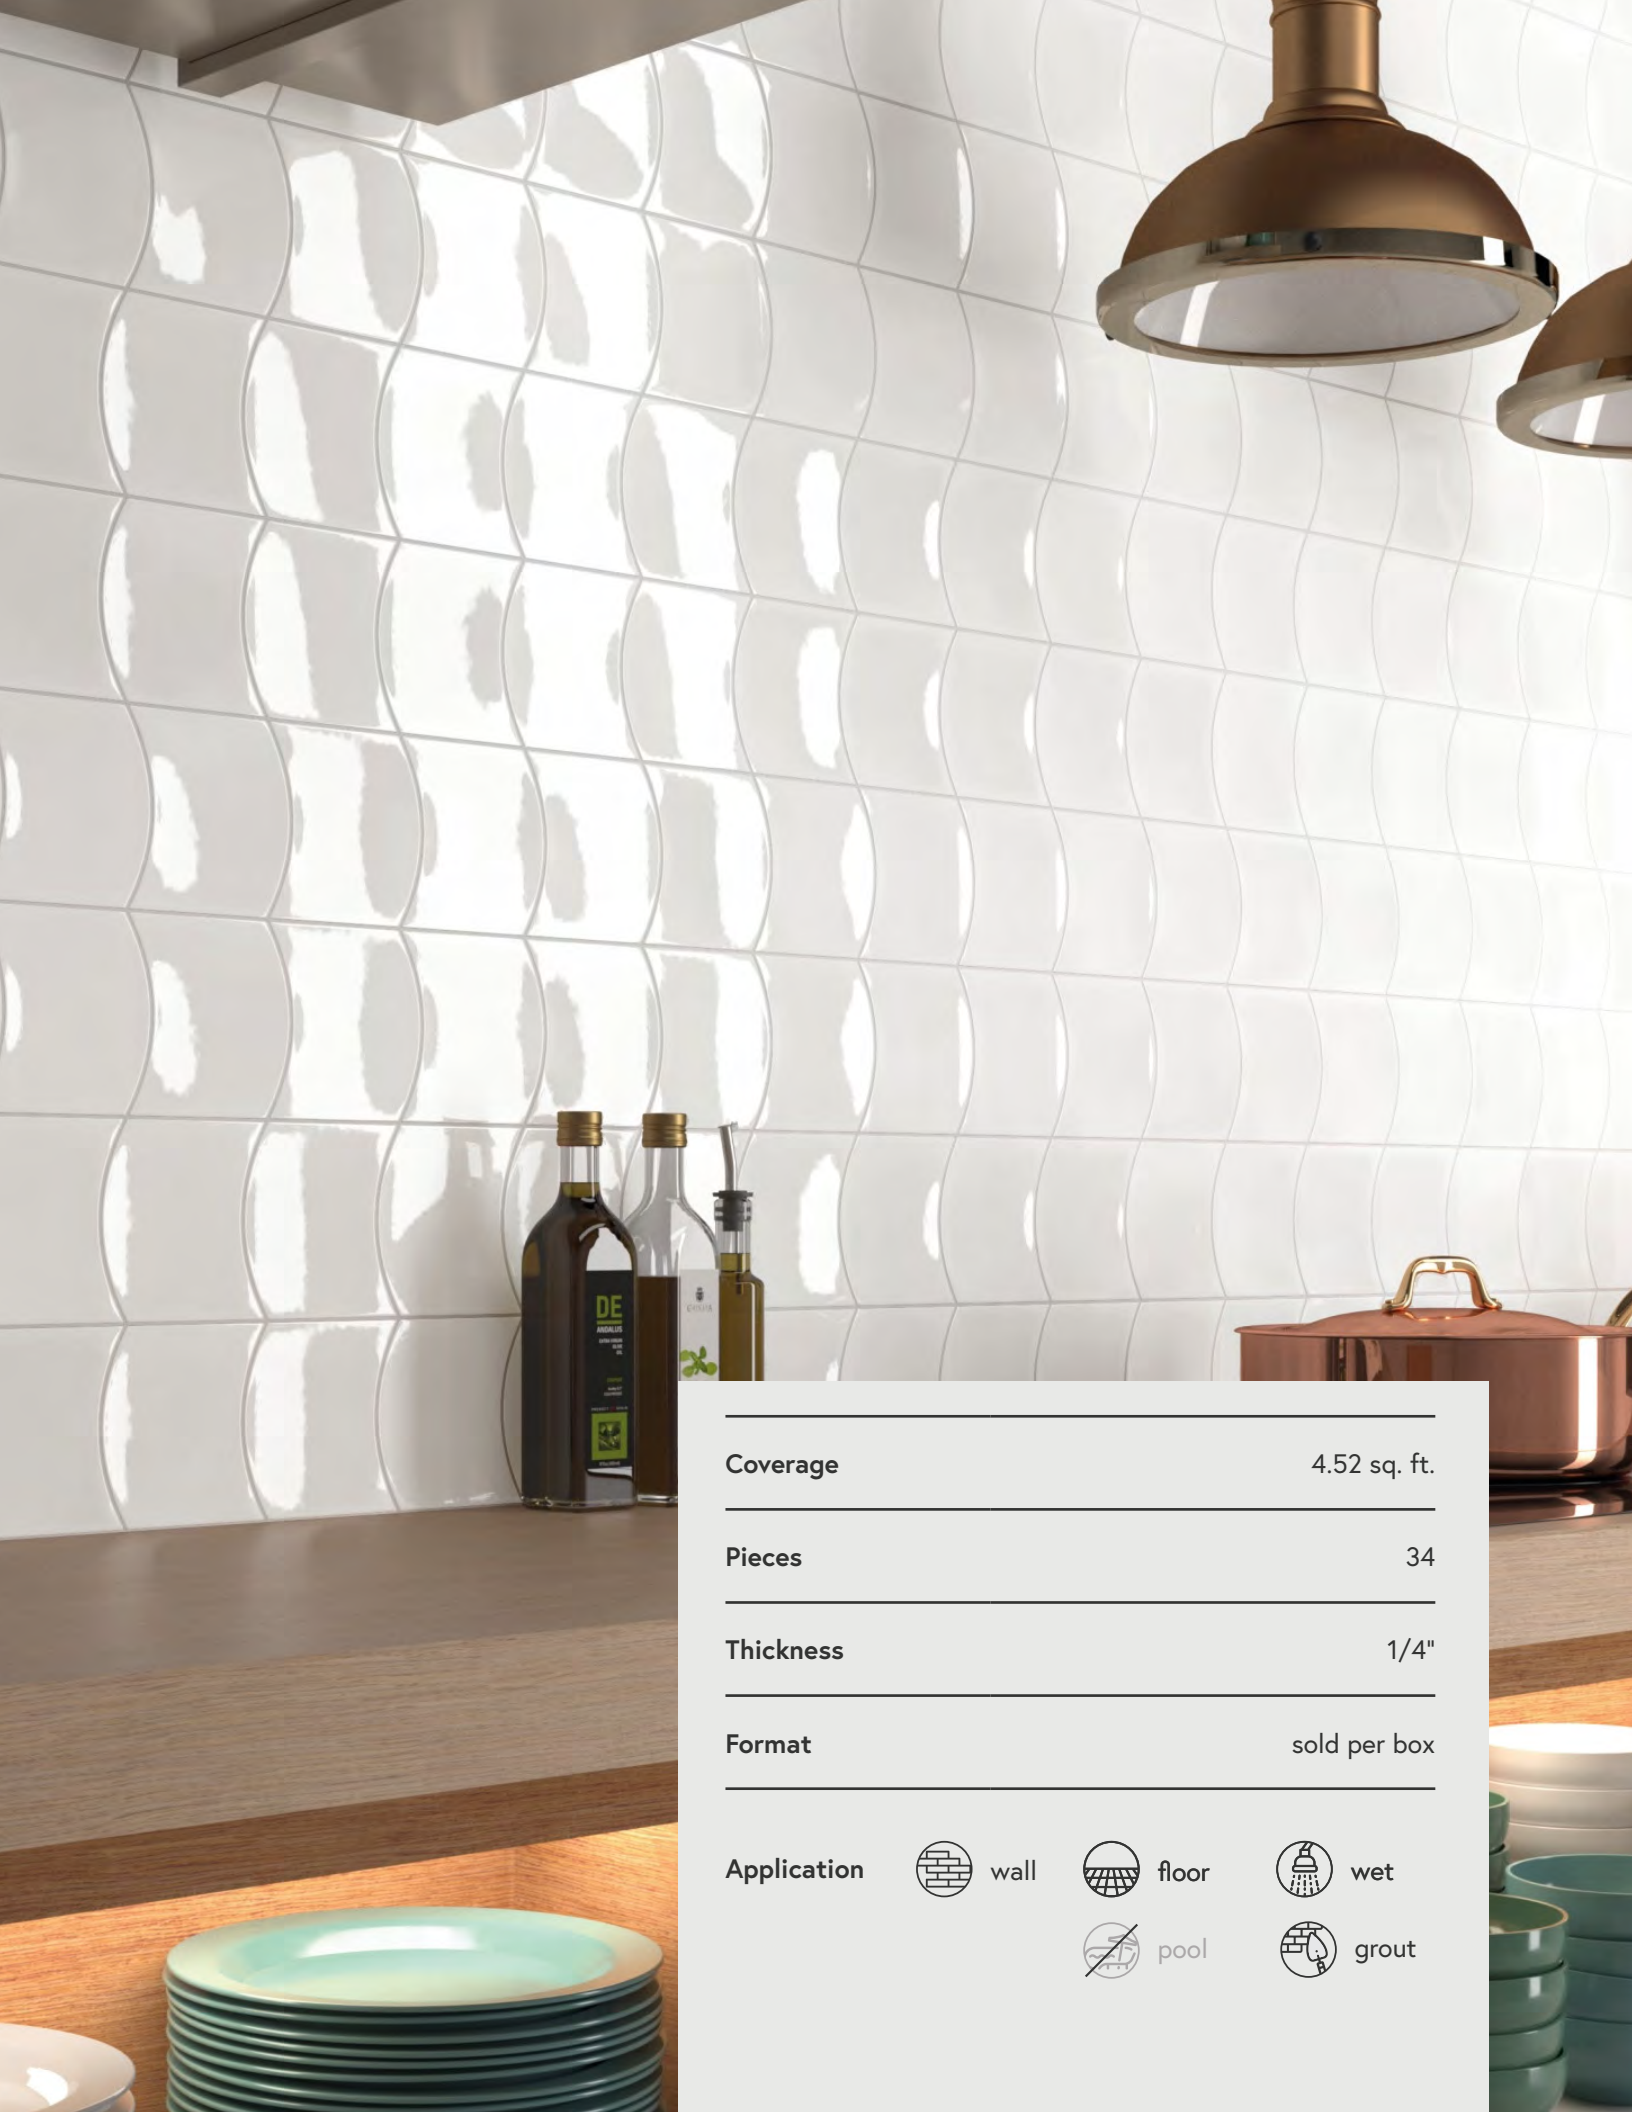 DE
ANDALUS
Coverage 4.52 sq. ft.
Pieces 34
Thickness 1/4"
Format sold per box
Application wall floor wet
pool grout